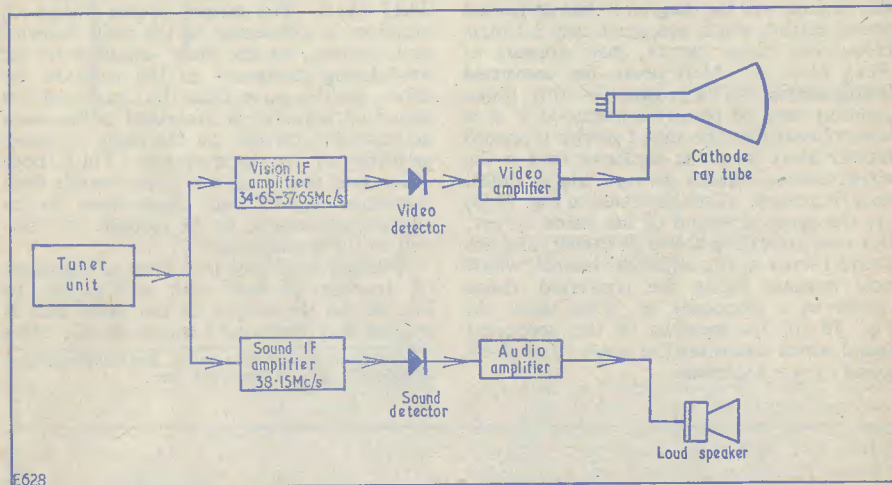 Vision IF
amplifier
34·65–37·65Mc/s
Video
detector
Video
amplifier
Cathode
ray tube
Tuner
unit
Sound IF
amplifier
38·15Mc/s
Sound
detector
Audio
amplifier
Loud speaker
E628